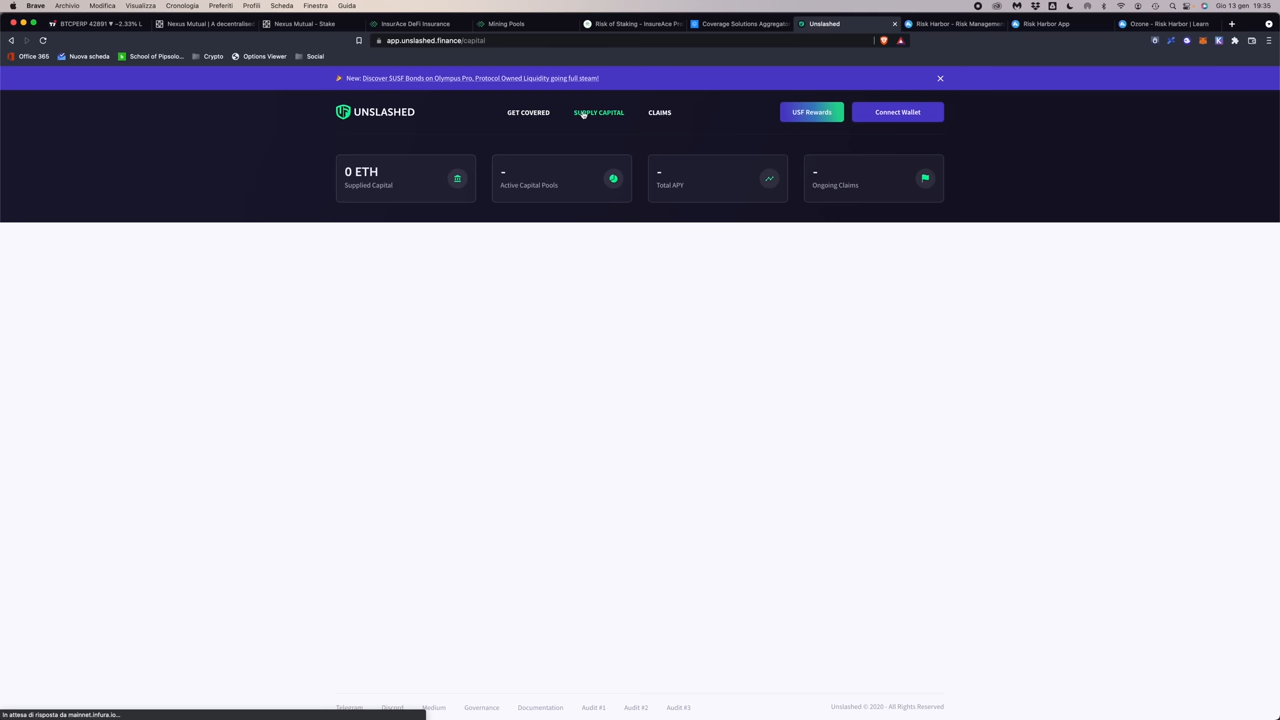 Brave Archivio Modifica Visualizza Cronologia Preferiti Profili Scheda Finestra Guida Gio 13 gen 19:35
BTCPERP 42891 ▼ −2.33% L Nexus Mutual | A decentralised Nexus Mutual - Stake InsurAce DeFi Insurance Mining Pools Risk of Staking - InsureAce Pro Coverage Solutions Aggregat Unslashed Risk Harbor - Risk Managemen Risk Harbor App Ozone - Risk Harbor | Learn
app.unslashed.finance/capital
Office 365 Nuova scheda School of Pipsolo... Crypto Options Viewer Social
New: Discover $USF Bonds on Olympus Pro, Protocol Owned Liquidity going full steam!
UNSLASHED GET COVERED SUPPLY CAPITAL CLAIMS USF Rewards Connect Wallet
0 ETH - - -
Supplied Capital Active Capital Pools Total APY Ongoing Claims
Telegram Discord Medium Governance Documentation Audit #1 Audit #2 Audit #3 Unslashed © 2020 - All Rights Reserved
In attesa di risposta da mainnet.infura.io...